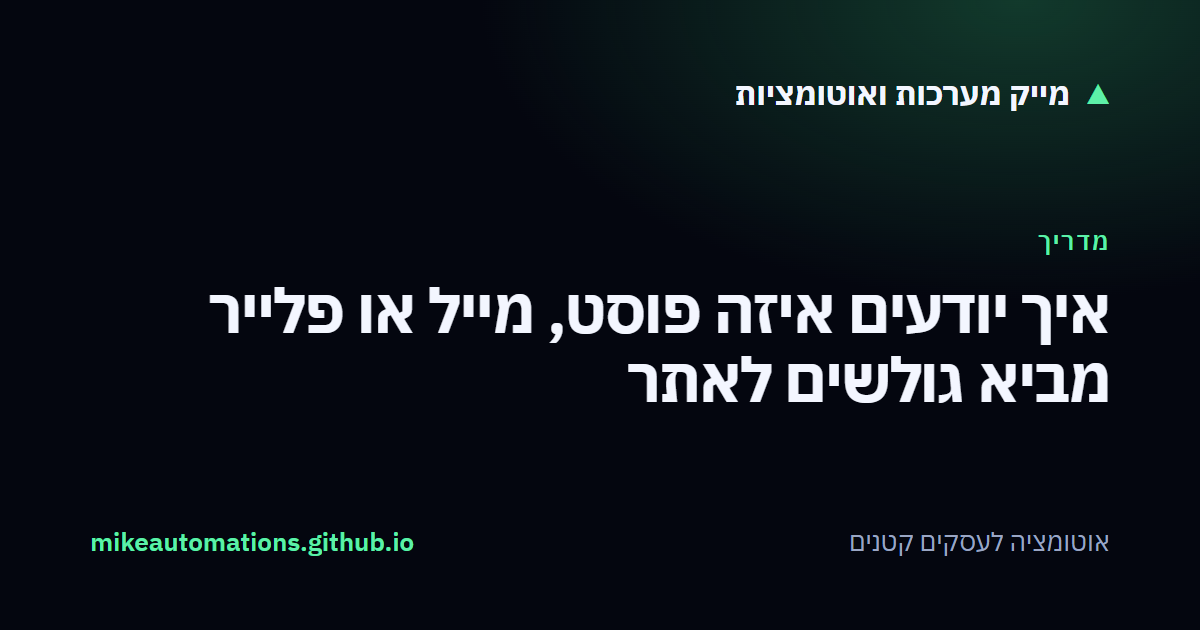 מייק מערכות ואוטומציות
מדריך
איך יודעים איזה פוסט, מייל או פלייר
מביא גולשים לאתר
אוטומציה לעסקים קטנים
mikeautomations.github.io